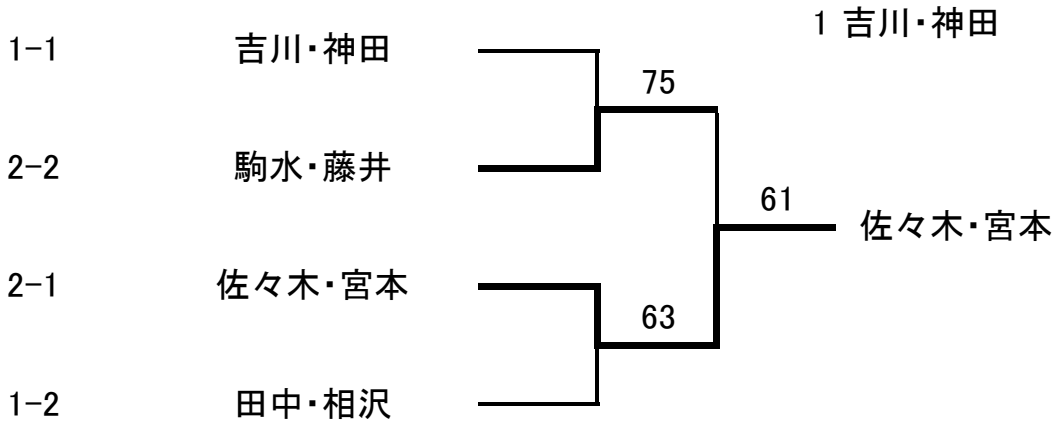 1 吉川・神田
1-1 吉川・神田
75
2-2 駒水・藤井
61
佐々木・宮本
2-1 佐々木・宮本
63
1-2 田中・相沢